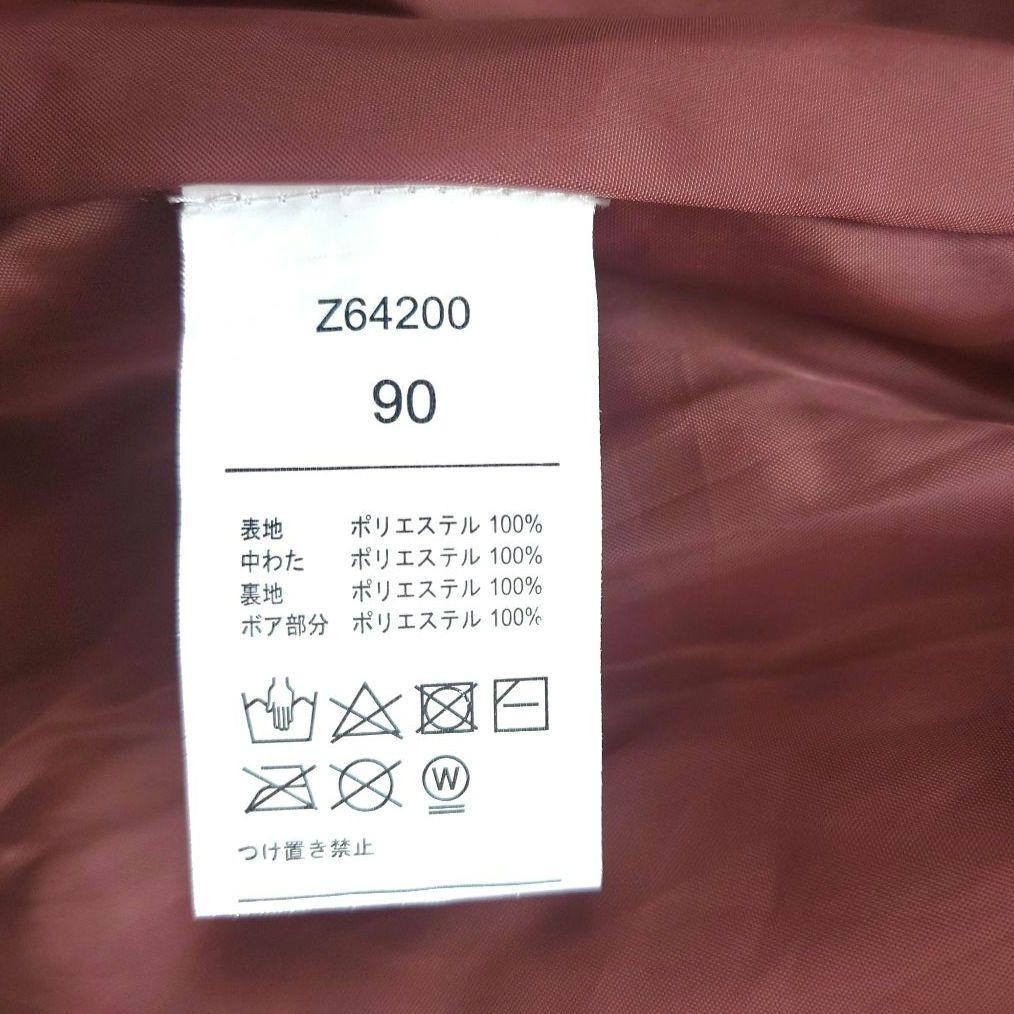 Z64200
90
表地 ポリエステル 100%
中わた ポリエステル 100%
裏地 ポリエステル 100%
ボア部分 ポリエステル 100%
W
つけ置き禁止